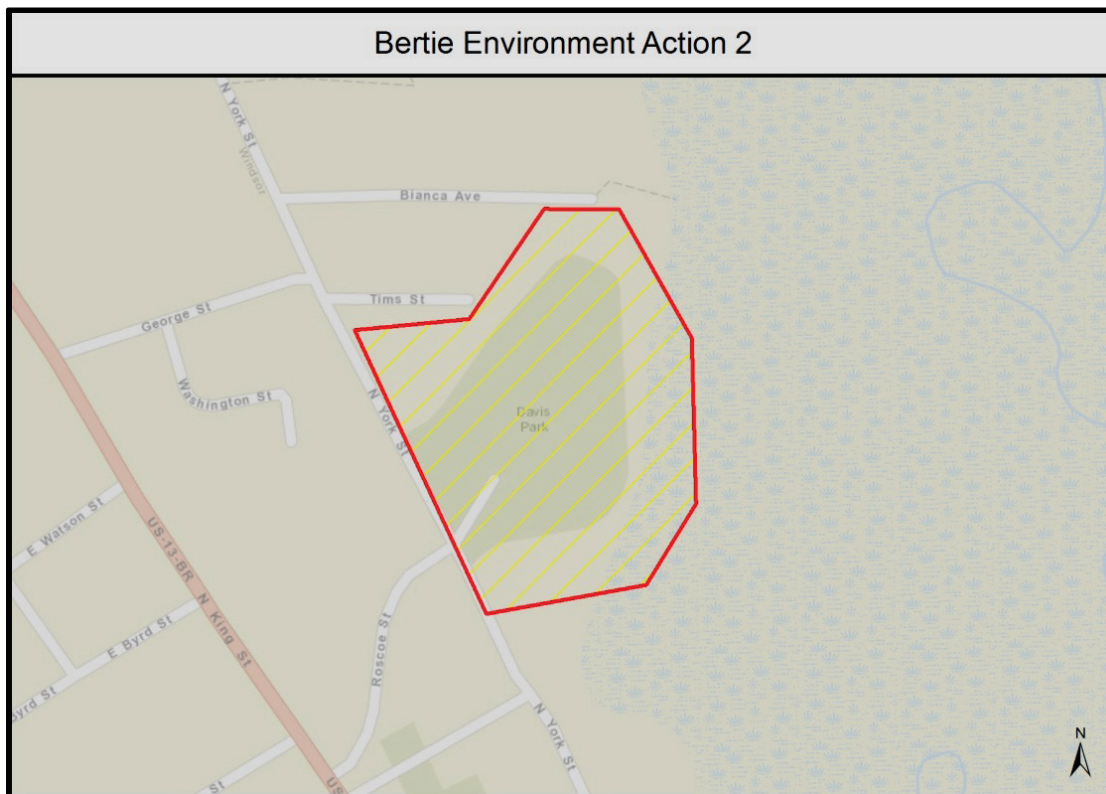 Bertie Environment Action 2
N York St
Windsor
Bianca Ave
Tims St
George St
Washington St
N York St
Davis
Park
E Watson St
US-13-BR
N King St
E Byrd St
Roscoe St
Byrd St
N York St
St
US
N